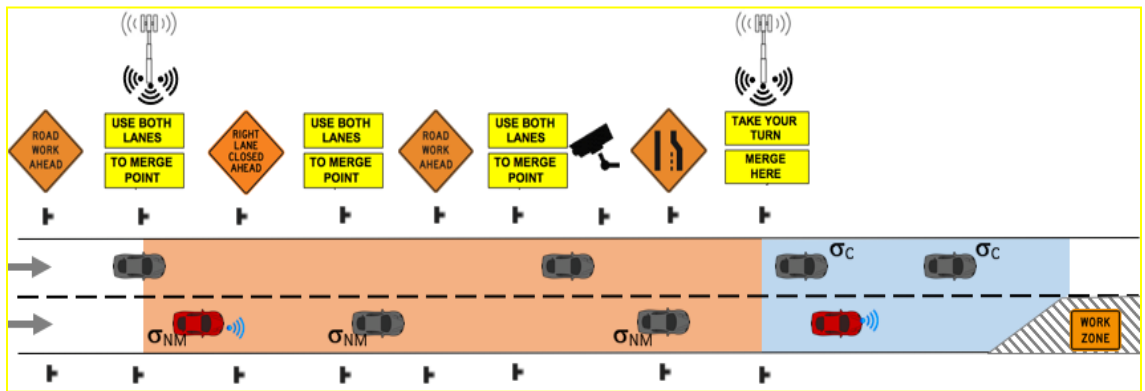 ROAD
WORK
AHEAD
USE BOTH
LANES
TO MERGE
POINT
RIGHT
LANE
CLOSED
AHEAD
USE BOTH
LANES
TO MERGE
POINT
ROAD
WORK
AHEAD
USE BOTH
LANES
TO MERGE
POINT
TAKE YOUR
TURN
MERGE
HERE
σC
σC
σNM
σNM
σNM
WORK
ZONE